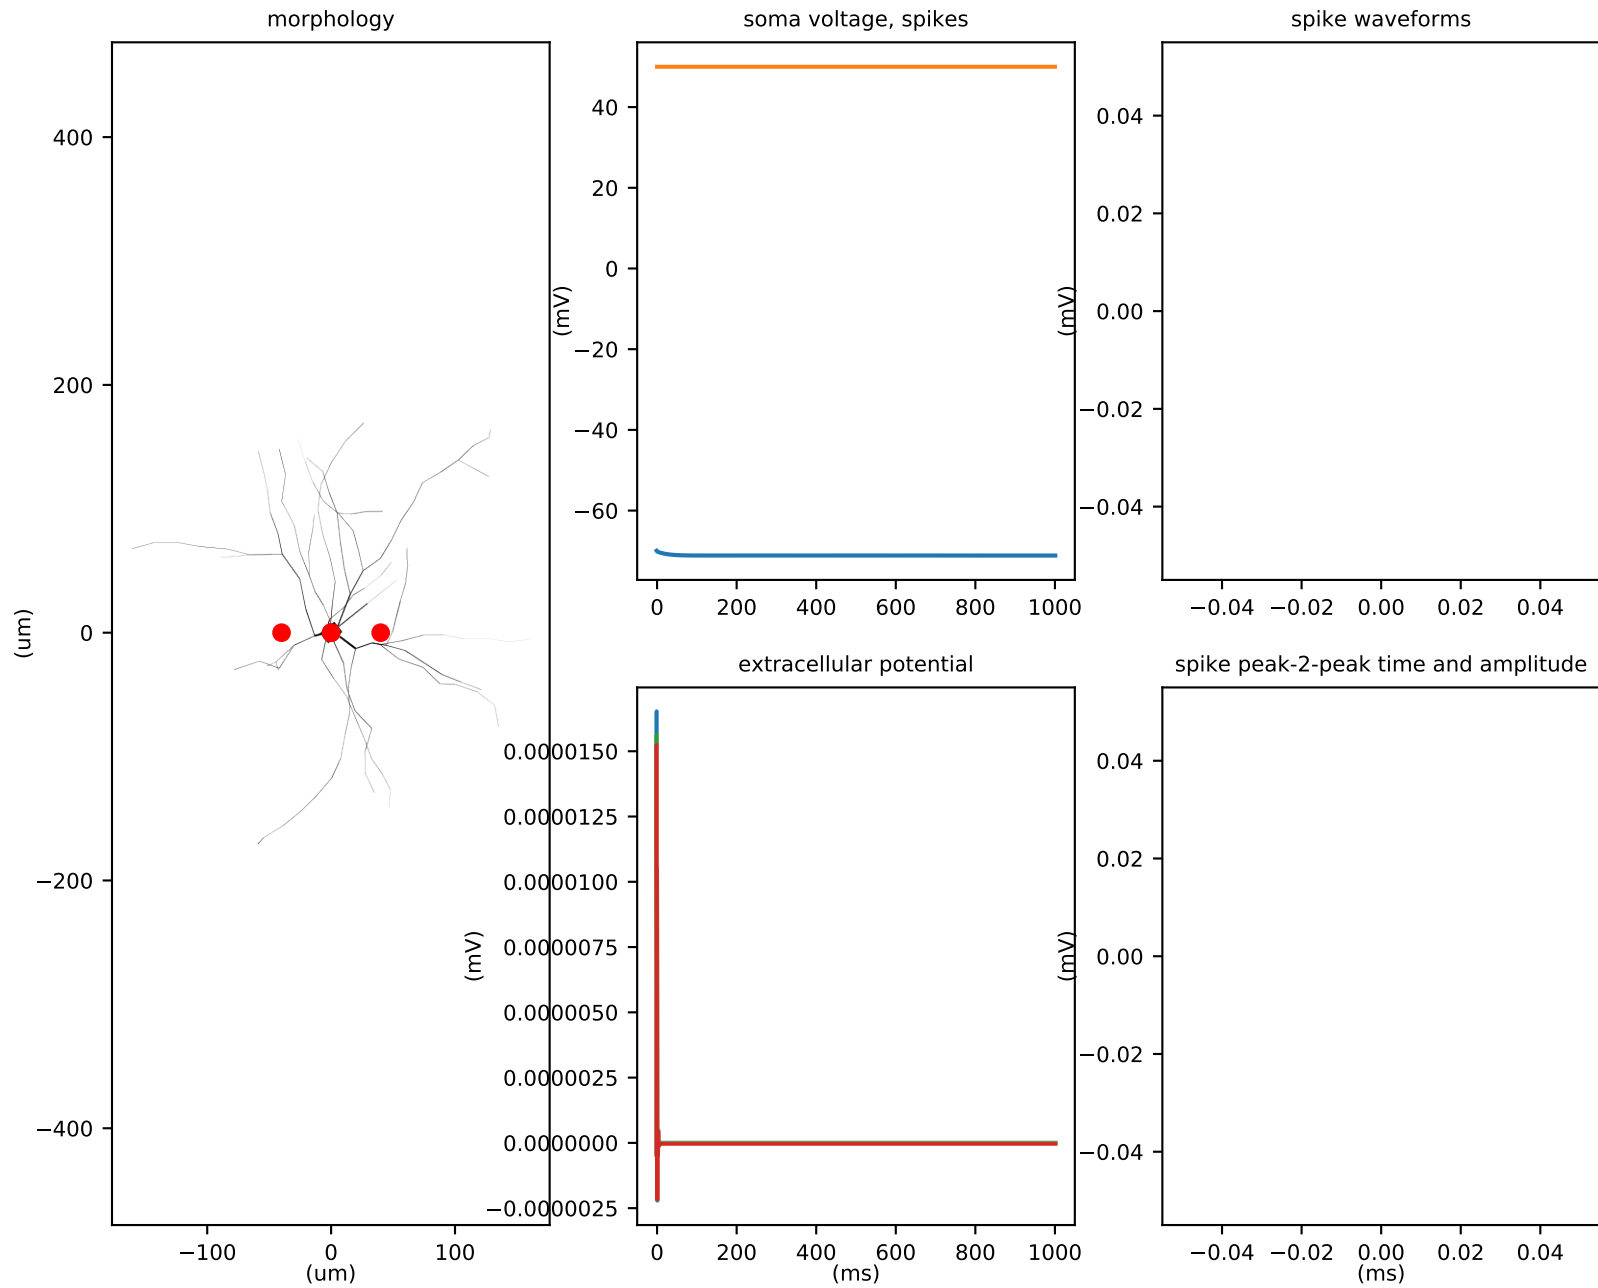 morphology
400
200
0
−200
−400
(um)
−100 0 100
(um)
soma voltage, spikes
40
20
0
−20
−40
−60
(mV)
0 200 400 600 800 1000
spike waveforms
0.04
0.02
0.00
−0.02
−0.04
(mV)
−0.04 −0.02 0.00 0.02 0.04
extracellular potential
0.0000150
0.0000125
0.0000100
0.0000075
0.0000050
0.0000025
0.0000000
−0.0000025
(mV)
0 200 400 600 800 1000
(ms)
spike peak-2-peak time and amplitude
0.04
0.02
0.00
−0.02
−0.04
(mV)
−0.04 −0.02 0.00 0.02 0.04
(ms)